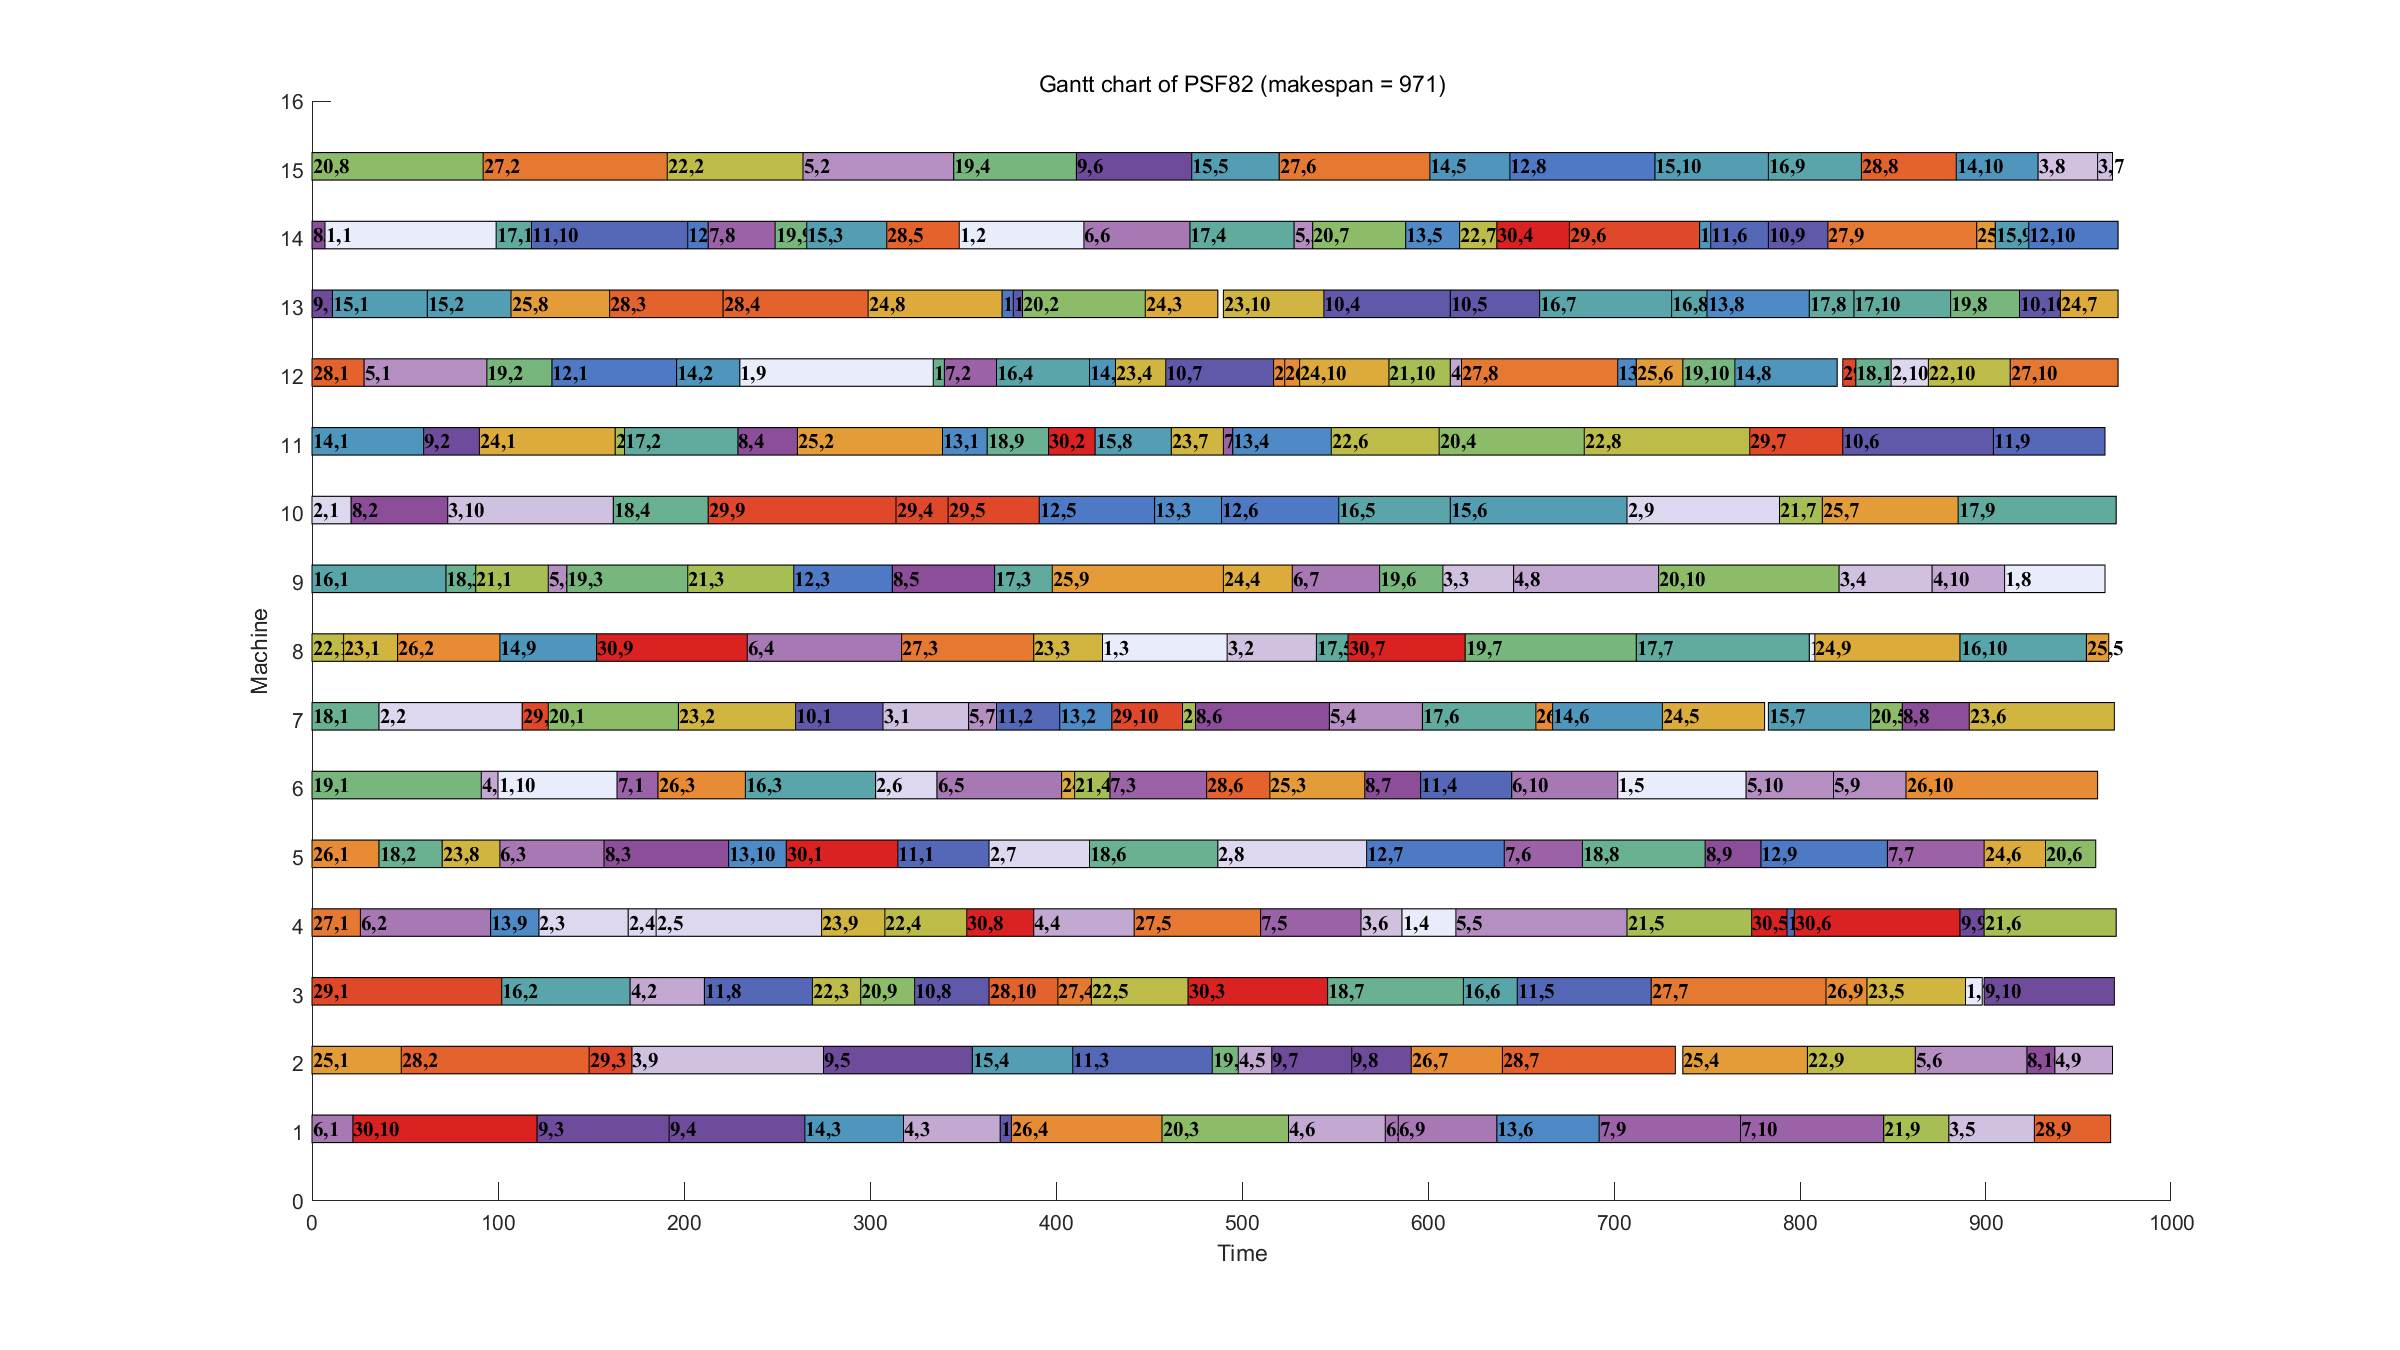 Gantt chart of PSF82 (makespan = 971)
16
15 20,8 27,2 22,2 5,2 19,4 9,6 15,5 27,6 14,5 12,8 15,10 16,9 28,8 14,10 3,8 3,7
14 1,1 11,10 7,8 15,3 28,5 1,2 6,6 17,4 20,7 13,5 22,7 30,4 29,6 11,6 10,9 27,9 12,10
13 15,1 15,2 25,8 28,3 28,4 24,8 20,2 24,3 23,10 10,4 10,5 16,7 16,8 13,8 17,8 17,10 19,8 10,10 24,7
12 28,1 5,1 19,2 12,1 14,2 1,9 7,2 16,4 23,4 10,7 24,10 21,10 27,8 25,6 19,10 14,8 2,10 22,10 27,10
11 14,1 9,2 24,1 17,2 8,4 25,2 13,1 18,9 30,2 15,8 23,7 13,4 22,6 20,4 22,8 29,7 10,6 11,9
10 2,1 8,2 3,10 18,4 29,9 29,4 29,5 12,5 13,3 12,6 16,5 15,6 2,9 21,7 25,7 17,9
9 16,1 21,1 19,3 21,3 12,3 8,5 17,3 25,9 24,4 6,7 19,6 3,3 4,8 20,10 3,4 4,10 1,8
8 23,1 26,2 14,9 30,9 6,4 27,3 23,3 1,3 3,2 17,5 30,7 19,7 17,7 24,9 16,10 25,5
7 18,1 2,2 20,1 23,2 10,1 3,1 5,7 11,2 13,2 29,10 8,6 5,4 17,6 14,6 24,5 15,7 20,5 8,8 23,6
6 19,1 1,10 7,1 26,3 16,3 2,6 6,5 21,4 7,3 28,6 25,3 8,7 11,4 6,10 1,5 5,10 5,9 26,10
5 26,1 18,2 23,8 6,3 8,3 13,10 30,1 11,1 2,7 18,6 2,8 12,7 7,6 18,8 8,9 12,9 7,7 24,6 20,6
4 27,1 6,2 13,9 2,3 2,4 2,5 23,9 22,4 30,8 4,4 27,5 7,5 3,6 1,4 5,5 21,5 30,5 30,6 9,9 21,6
3 29,1 16,2 4,2 11,8 22,3 20,9 10,8 28,10 27,4 22,5 30,3 18,7 16,6 11,5 27,7 26,9 23,5 9,10
2 25,1 28,2 29,3 3,9 9,5 15,4 11,3 4,5 9,7 9,8 26,7 28,7 25,4 22,9 5,6 4,9
1 6,1 30,10 9,3 9,4 14,3 4,3 26,4 20,3 4,6 6,9 13,6 7,9 7,10 21,9 3,5 28,9
0
Machine
0 100 200 300 400 500 600 700 800 900 1000
Time